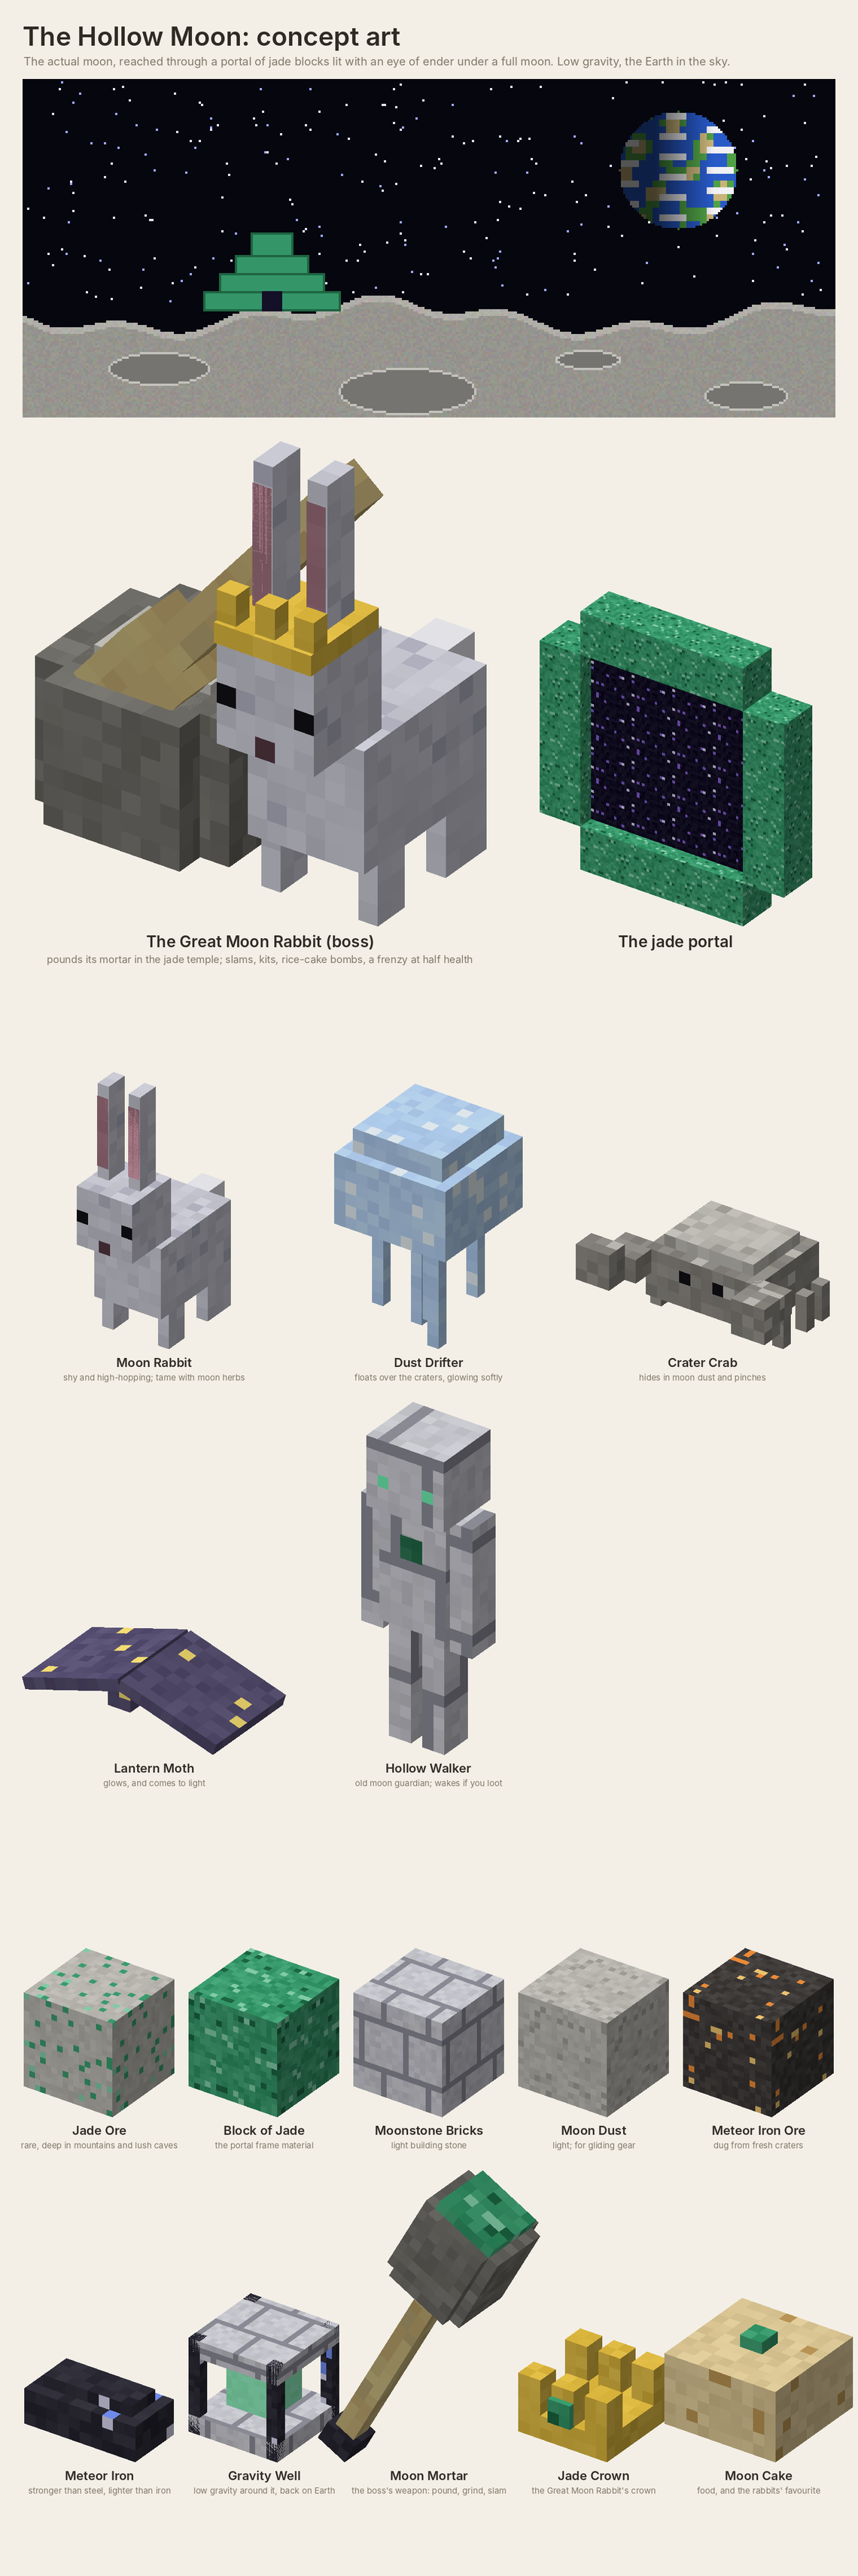 The Hollow Moon: concept art
The actual moon, reached through a portal of jade blocks lit with an eye of ender under a full moon. Low gravity, the Earth in the sky.
The Great Moon Rabbit (boss)
pounds its mortar in the jade temple; slams, kits, rice-cake bombs, a frenzy at half health
The jade portal
Moon Rabbit
shy and high-hopping; tame with moon herbs
Dust Drifter
floats over the craters, glowing softly
Crater Crab
hides in moon dust and pinches
Lantern Moth
glows, and comes to light
Hollow Walker
old moon guardian; wakes if you loot
Jade Ore
rare, deep in mountains and lush caves
Block of Jade
the portal frame material
Moonstone Bricks
light building stone
Moon Dust
light; for gliding gear
Meteor Iron Ore
dug from fresh craters
Meteor Iron
stronger than steel, lighter than iron
Gravity Well
low gravity around it, back on Earth
Moon Mortar
the boss's weapon: pound, grind, slam
Jade Crown
the Great Moon Rabbit's crown
Moon Cake
food, and the rabbits' favourite